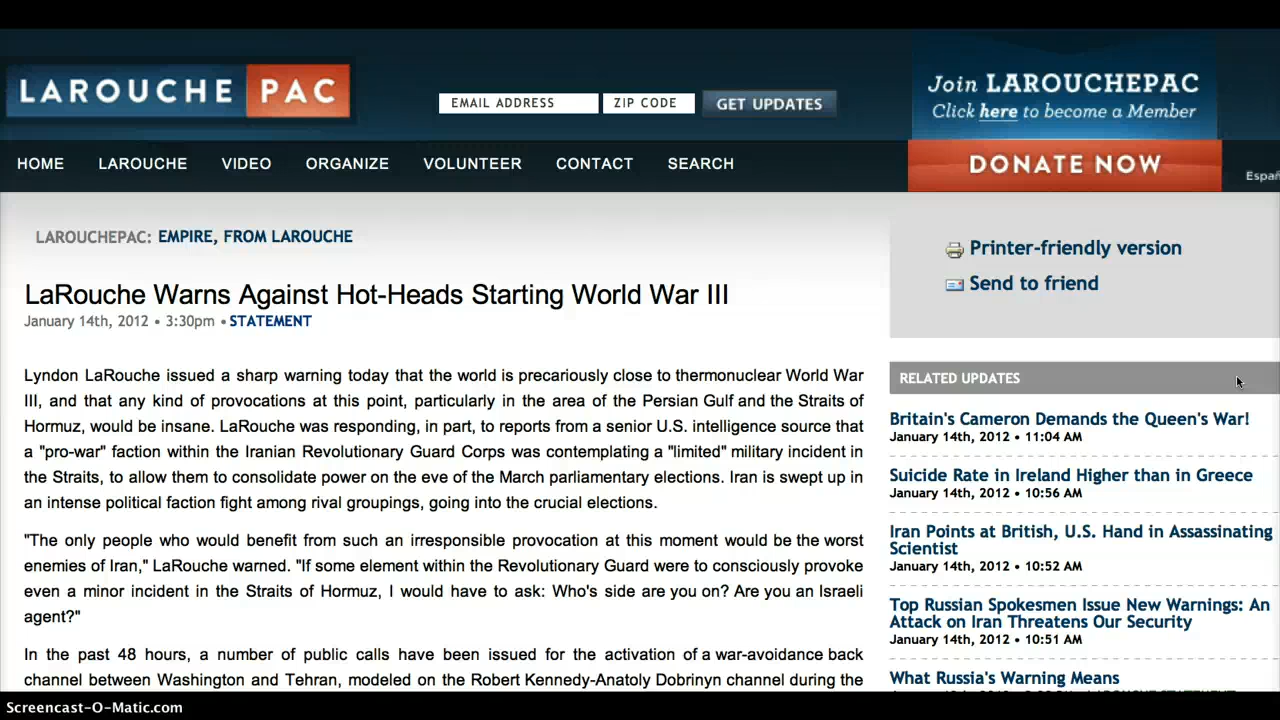 LAROUCHE PAC
EMAIL ADDRESS ZIP CODE GET UPDATES
Join LAROUCHEPAC
Click here to become a Member
HOME LAROUCHE VIDEO ORGANIZE VOLUNTEER CONTACT SEARCH
DONATE NOW
LAROUCHEPAC: EMPIRE, FROM LAROUCHE
LaRouche Warns Against Hot-Heads Starting World War III
January 14th, 2012 • 3:30pm • STATEMENT
Lyndon LaRouche issued a sharp warning today that the world is precariously close to thermonuclear World War
III, and that any kind of provocations at this point, particularly in the area of the Persian Gulf and the Straits of
Hormuz, would be insane. LaRouche was responding, in part, to reports from a senior U.S. intelligence source that
a "pro-war" faction within the Iranian Revolutionary Guard Corps was contemplating a "limited" military incident in
the Straits, to allow them to consolidate power on the eve of the March parliamentary elections. Iran is swept up in
an intense political faction fight among rival groupings, going into the crucial elections.
"The only people who would benefit from such an irresponsible provocation at this moment would be the worst
enemies of Iran," LaRouche warned. "If some element within the Revolutionary Guard were to consciously provoke
even a minor incident in the Straits of Hormuz, I would have to ask: Who's side are you on? Are you an Israeli
agent?"
In the past 48 hours, a number of public calls have been issued for the activation of a war-avoidance back
channel between Washington and Tehran, modeled on the Robert Kennedy-Anatoly Dobrinyn channel during the
Printer-friendly version
Send to friend
RELATED UPDATES
Britain's Cameron Demands the Queen's War!
January 14th, 2012 • 11:04 AM
Suicide Rate in Ireland Higher than in Greece
January 14th, 2012 • 10:56 AM
Iran Points at British, U.S. Hand in Assassinating
Scientist
January 14th, 2012 • 10:52 AM
Top Russian Spokesmen Issue New Warnings: An
Attack on Iran Threatens Our Security
January 14th, 2012 • 10:51 AM
What Russia's Warning Means
Screencast-O-Matic.com